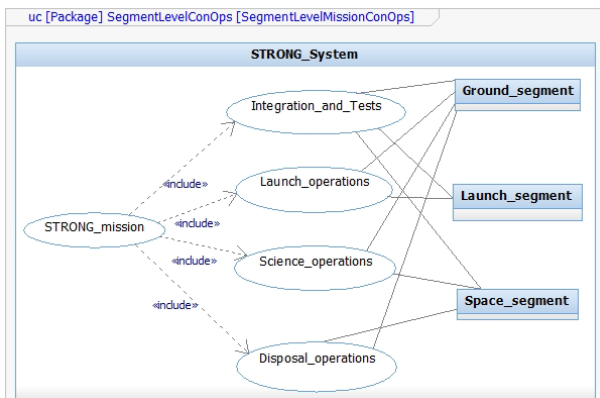 uc [Package] SegmentLevelConOps [SegmentLevelMissionConOps]
STRONG_System
Integration_and_Tests
Ground_segment
«include»
Launch_operations
Launch_segment
«include»
STRONG_mission
«include»
Science_operations
Space_segment
«include»
Disposal_operations